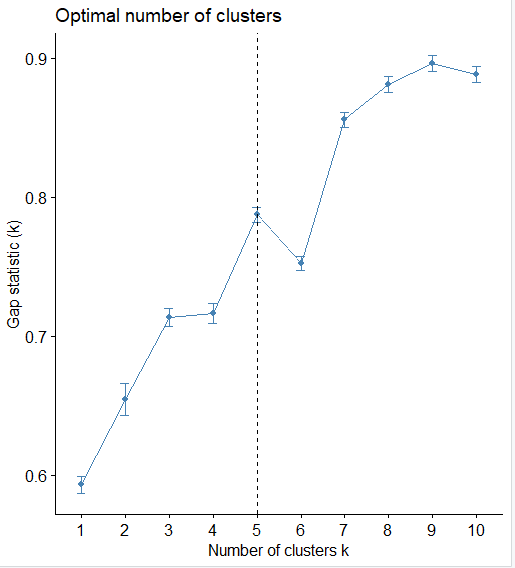 Optimal number of clusters
0.9
0.8
0.7
0.6
Gap statistic (k)
1 2 3 4 5 6 7 8 9 10
Number of clusters k